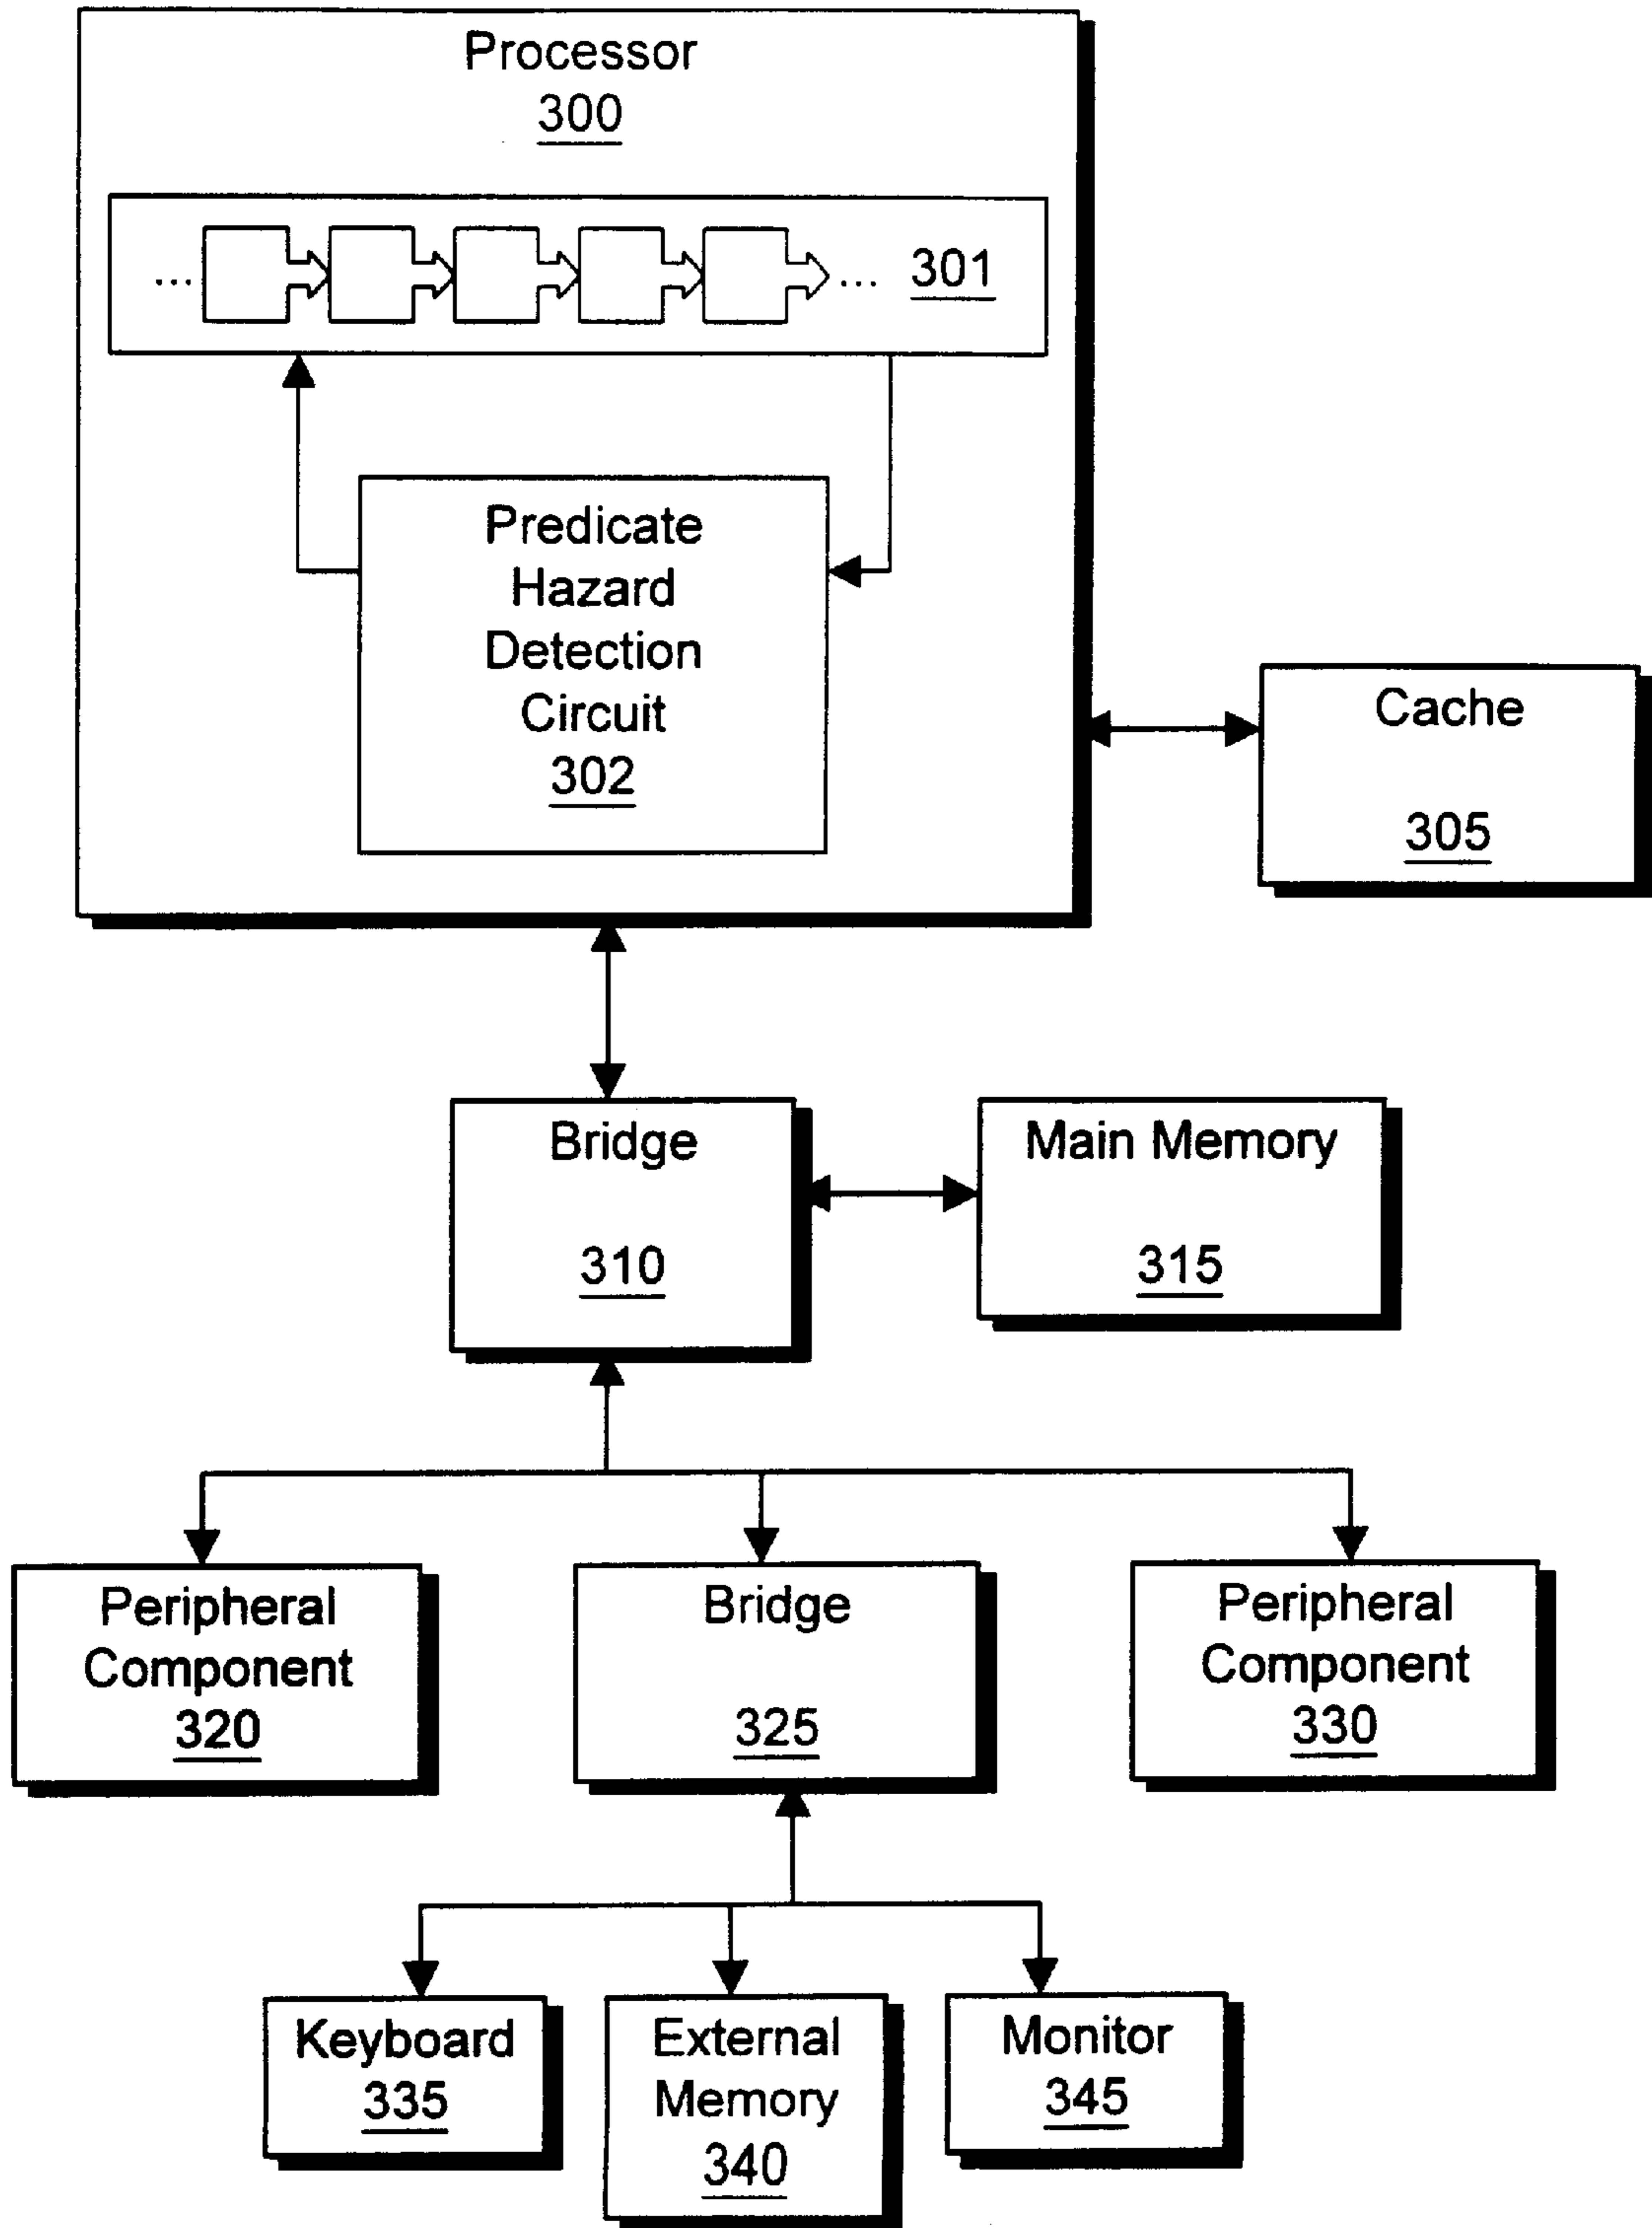 Processor
300
... ... 301
Predicate
Hazard
Detection
Circuit
302
Cache
305
Bridge
310
Main Memory
315
Peripheral
Component
320
Bridge
325
Peripheral
Component
330
Keyboard
335
External
Memory
340
Monitor
345